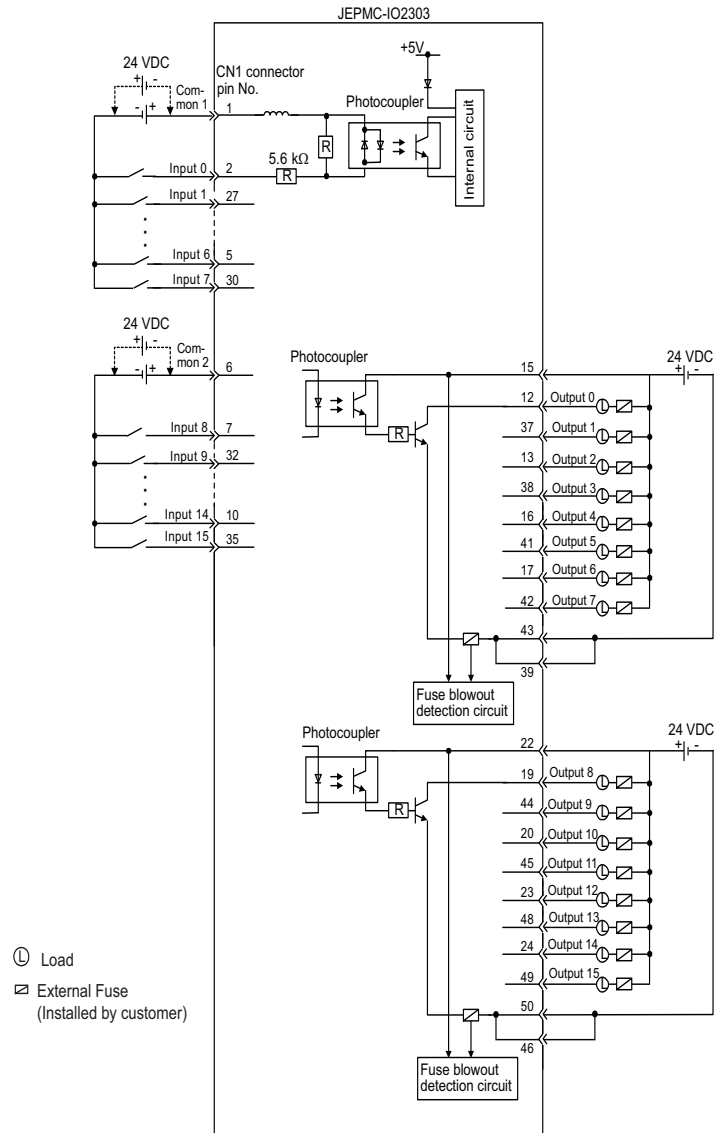 JEPMC-IO2303
+5V
24 VDC
+ -
CN1 connector
pin No.
Com-
mon 1
- +
1
Photocoupler
R
Internal circuit
5.6 kΩ
Input 0
2
R
Input 1
27
Input 6
5
Input 7
30
24 VDC
+ -
Com-
mon 2
- +
6
Input 8
7
Input 9
32
Input 14
10
Input 15
35
Photocoupler
15
24 VDC
+ -
12
Output 0
L
R
37
Output 1
L
13
Output 2
L
38
Output 3
L
16
Output 4
L
41
Output 5
L
17
Output 6
L
42
Output 7
L
43
39
Fuse blowout
detection circuit
Photocoupler
22
24 VDC
+ -
19
Output 8
L
R
44
Output 9
L
20
Output 10
L
45
Output 11
L
23
Output 12
L
48
Output 13
L
24
Output 14
L
49
Output 15
L
50
46
Fuse blowout
detection circuit
L Load
External Fuse
(Installed by customer)